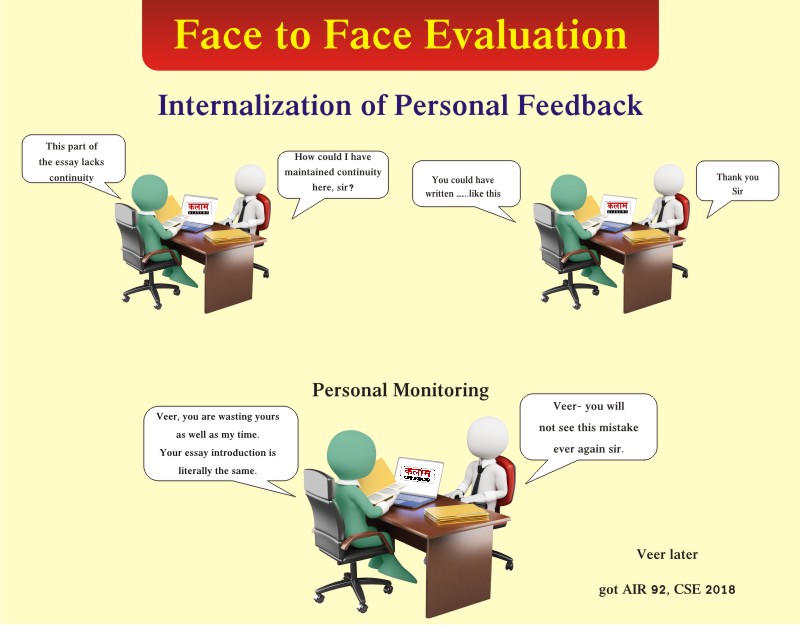 Face to Face Evaluation
Internalization of Personal Feedback
This part of
the essay lacks
continuity
How could I have
maintained continuity
here, sir?
You could have
written .....like this
Thank you
Sir
कलाम
कलाम
Personal Monitoring
Veer, you are wasting yours
as well as my time.
Your essay introduction is
literally the same.
Veer- you will
not see this mistake
ever again sir.
कलाम
Veer later
got AIR 92, CSE 2018